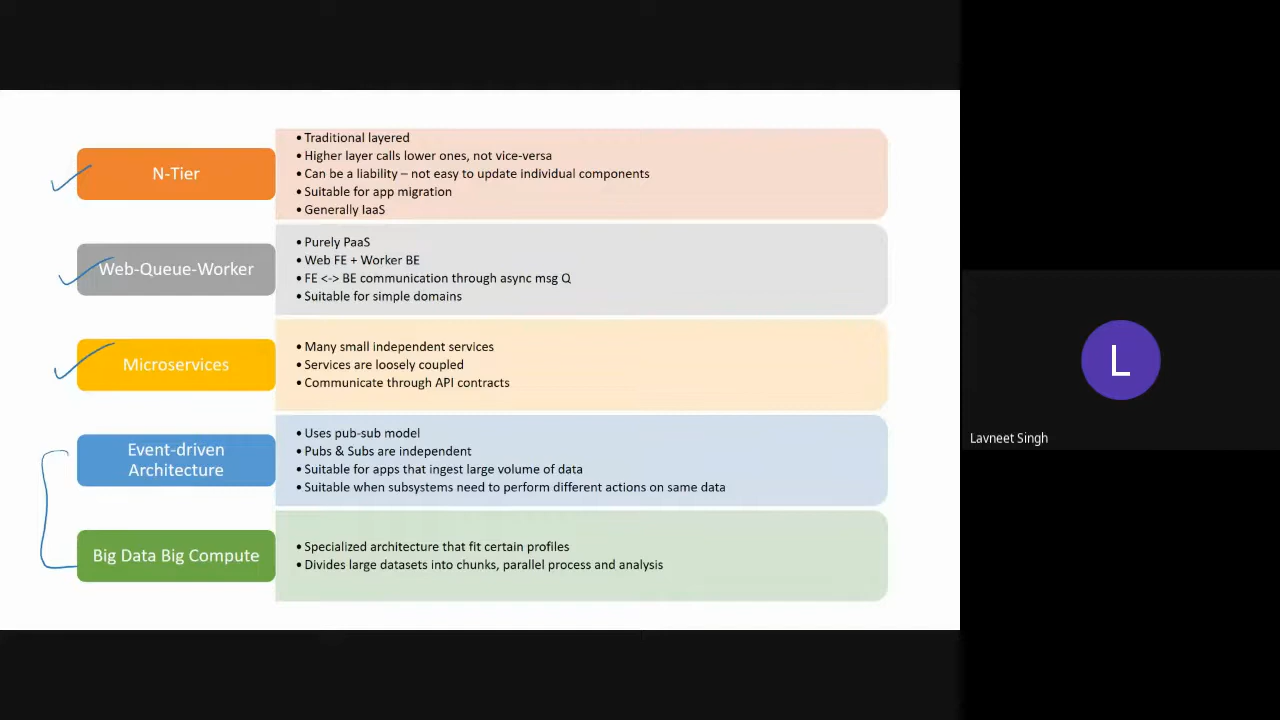 N-Tier
• Traditional layered
• Higher layer calls lower ones, not vice-versa
• Can be a liability – not easy to update individual components
• Suitable for app migration
• Generally IaaS
Web-Queue-Worker
• Purely PaaS
• Web FE + Worker BE
• FE <-> BE communication through async msg Q
• Suitable for simple domains
Microservices
• Many small independent services
• Services are loosely coupled
• Communicate through API contracts
Event-driven
Architecture
• Uses pub-sub model
• Pubs & Subs are independent
• Suitable for apps that ingest large volume of data
• Suitable when subsystems need to perform different actions on same data
Big Data Big Compute
• Specialized architecture that fit certain profiles
• Divides large datasets into chunks, parallel process and analysis
L
Lavneet Singh